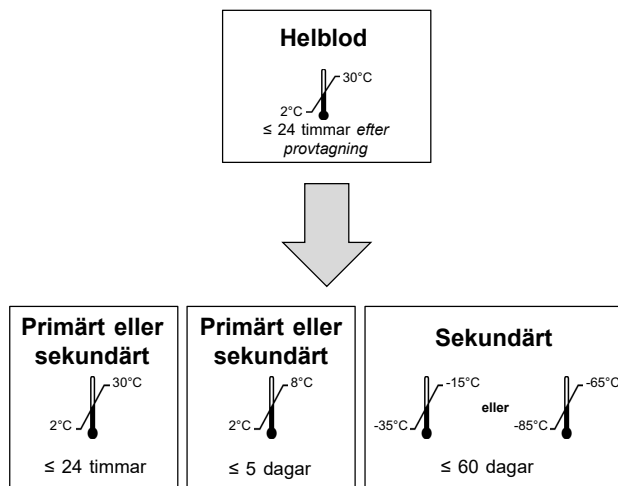 Helblod
30°C
2°C
≤ 24 timmar efter
provtagning
Primärt eller
sekundärt
30°C
2°C
≤ 24 timmar
Primärt eller
sekundärt
8°C
2°C
≤ 5 dagar
Sekundärt
-15°C
-35°C
eller
-65°C
-85°C
≤ 60 dagar